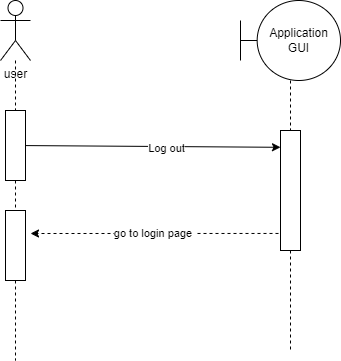 Application
GUI
user
Log out
go to login page